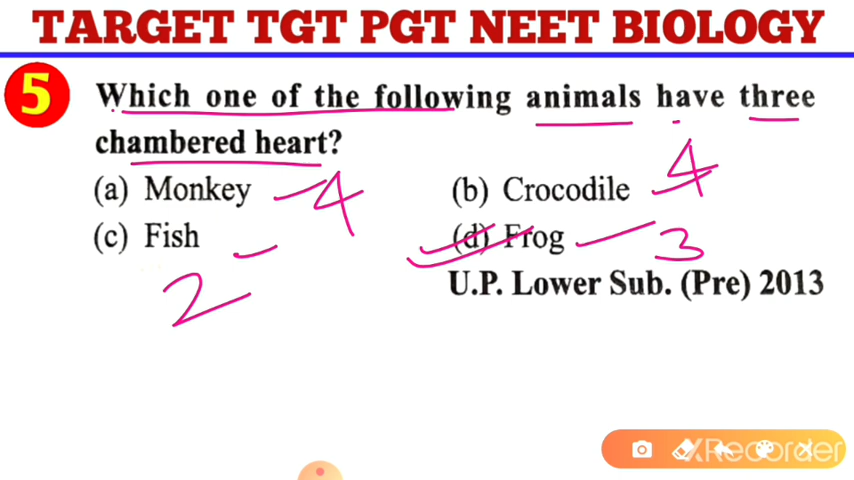 TARGET TGT PGT NEET BIOLOGY
5 Which one of the following animals have three
chambered heart?
(a) Monkey 4 (b) Crocodile 4
(c) Fish 2 (d) Frog 3
U.P. Lower Sub. (Pre) 2013
XRecorder